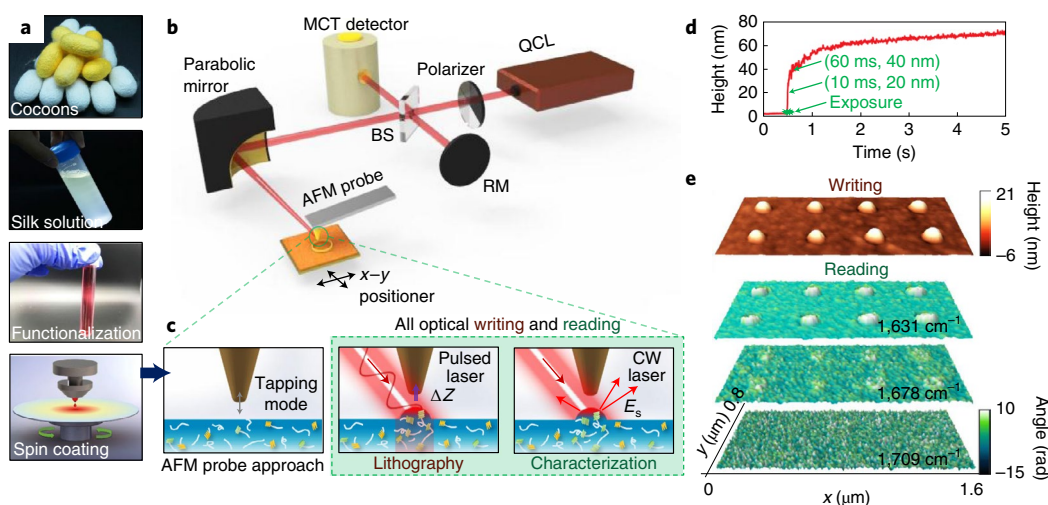 a
Cocoons
Silk solution
Functionalization
Spin coating
b
MCT detector
QCL
Parabolic
mirror
Polarizer
BS
RM
AFM probe
x–y
positioner
c
All optical writing and reading
Tapping
mode
AFM probe approach
Pulsed
laser
ΔZ
Lithography
CW
laser
Es
Characterization
d
Height (nm)
80
60
40
20
0
(60 ms, 40 nm)
(10 ms, 20 nm)
Exposure
0 1 2 3 4 5
Time (s)
e
Writing
21
Height (nm)
–6
Reading
1,631 cm⁻¹
1,678 cm⁻¹
1,709 cm⁻¹
10
Angle (rad)
–15
y (μm) 0.8
0
x (μm)
1.6